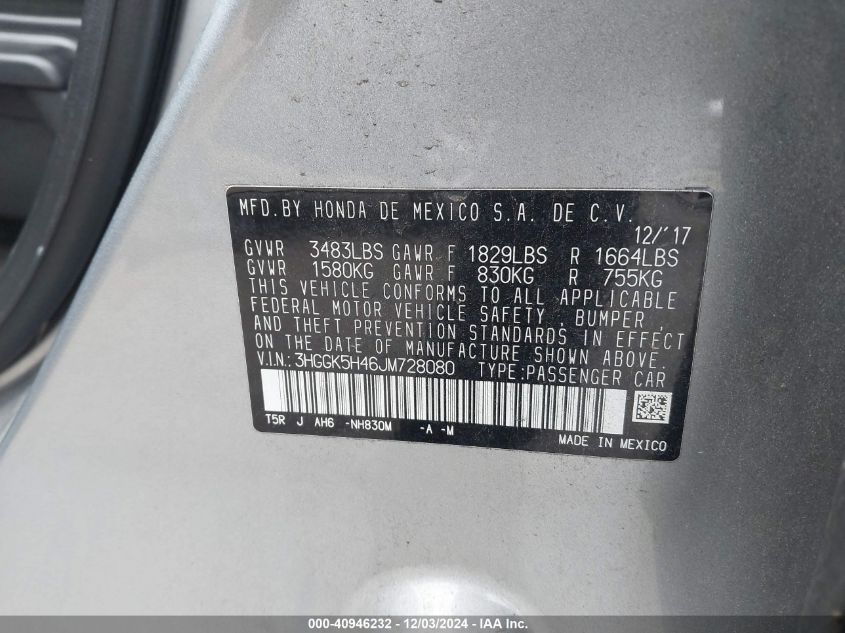 MFD. BY HONDA DE MEXICO S.A. DE C.V.
12/'17
GVWR 3483LBS GAWR F 1829LBS R 1664LBS
GVWR 1580KG GAWR F 830KG R 755KG
THIS VEHICLE CONFORMS TO ALL APPLICABLE
FEDERAL MOTOR VEHICLE SAFETY , BUMPER ,
AND THEFT PREVENTION STANDARDS IN EFFECT
ON THE DATE OF MANUFACTURE SHOWN ABOVE.
V.I.N.: 3HGGK5H46JM728080 TYPE:PASSENGER CAR
T5R J AH6 -NH830M -A -M
MADE IN MEXICO
000-40946232 - 12/03/2024 - IAA Inc.